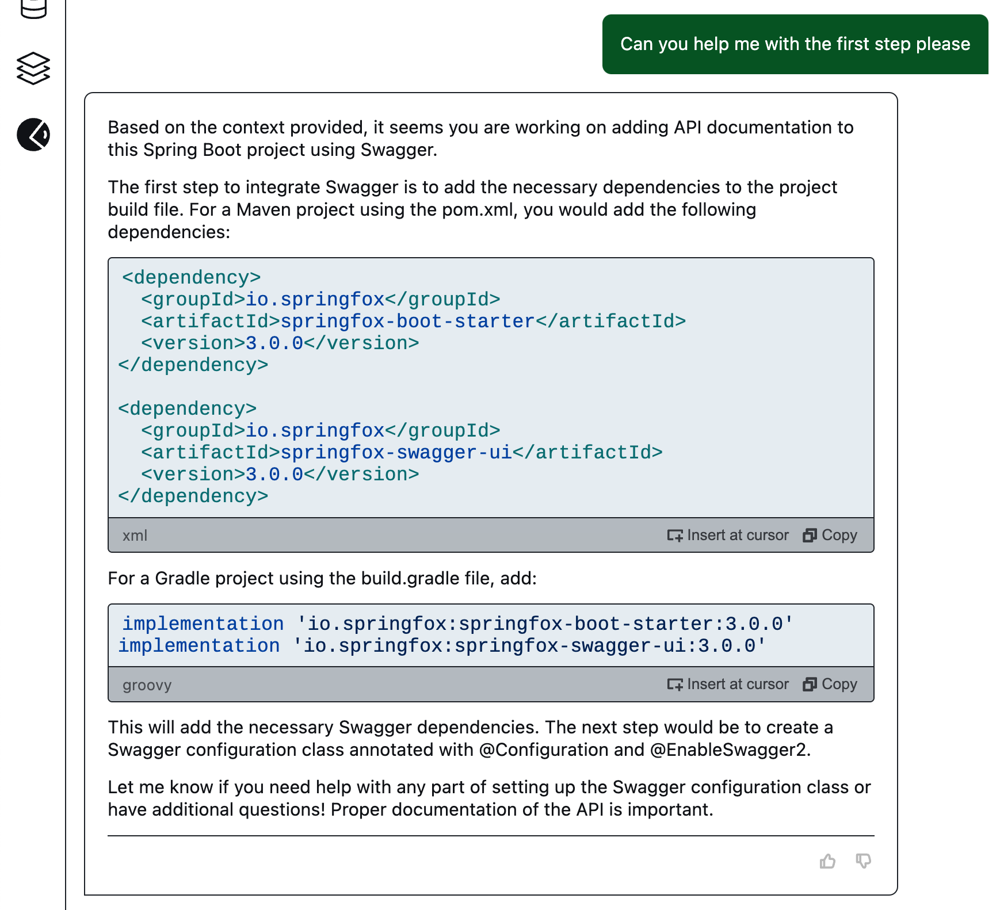 Can you help me with the first step please
Based on the context provided, it seems you are working on adding API documentation to
this Spring Boot project using Swagger.
The first step to integrate Swagger is to add the necessary dependencies to the project
build file. For a Maven project using the pom.xml, you would add the following
dependencies:
<dependency>
  <groupId>io.springfox</groupId>
  <artifactId>springfox-boot-starter</artifactId>
  <version>3.0.0</version>
</dependency>
<dependency>
  <groupId>io.springfox</groupId>
  <artifactId>springfox-swagger-ui</artifactId>
  <version>3.0.0</version>
</dependency>
xml Insert at cursor Copy
For a Gradle project using the build.gradle file, add:
implementation 'io.springfox:springfox-boot-starter:3.0.0'
implementation 'io.springfox:springfox-swagger-ui:3.0.0'
groovy Insert at cursor Copy
This will add the necessary Swagger dependencies. The next step would be to create a
Swagger configuration class annotated with @Configuration and @EnableSwagger2.
Let me know if you need help with any part of setting up the Swagger configuration class or
have additional questions! Proper documentation of the API is important.